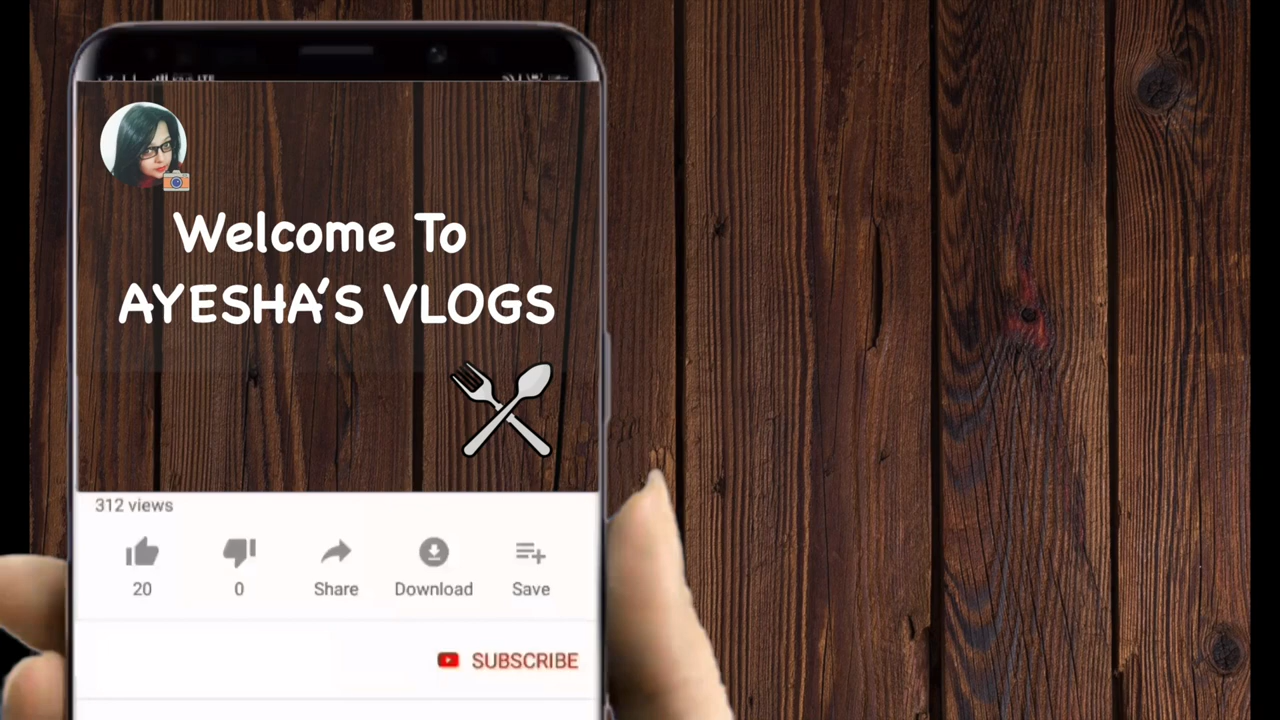 Welcome To
AYESHA'S VLOGS
312 views
20
0
Share
Download
Save
SUBSCRIBE